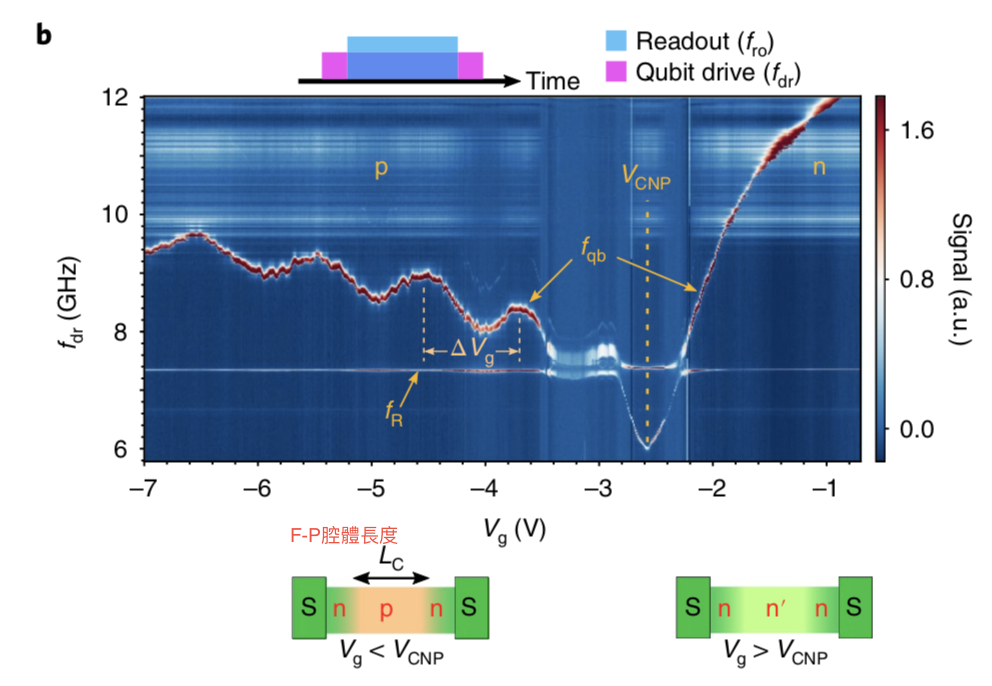 b
Readout (fro)
Qubit drive (fdr)
Time
12
10
8
6
fdr (GHz)
p
n
VCNP
fqb
ΔVg
fR
1.6
0.8
0.0
Signal (a.u.)
–7
–6
–5
–4
–3
–2
–1
Vg (V)
F-P腔體長度
LC
S n p n S
Vg < VCNP
S n n′ n S
Vg > VCNP